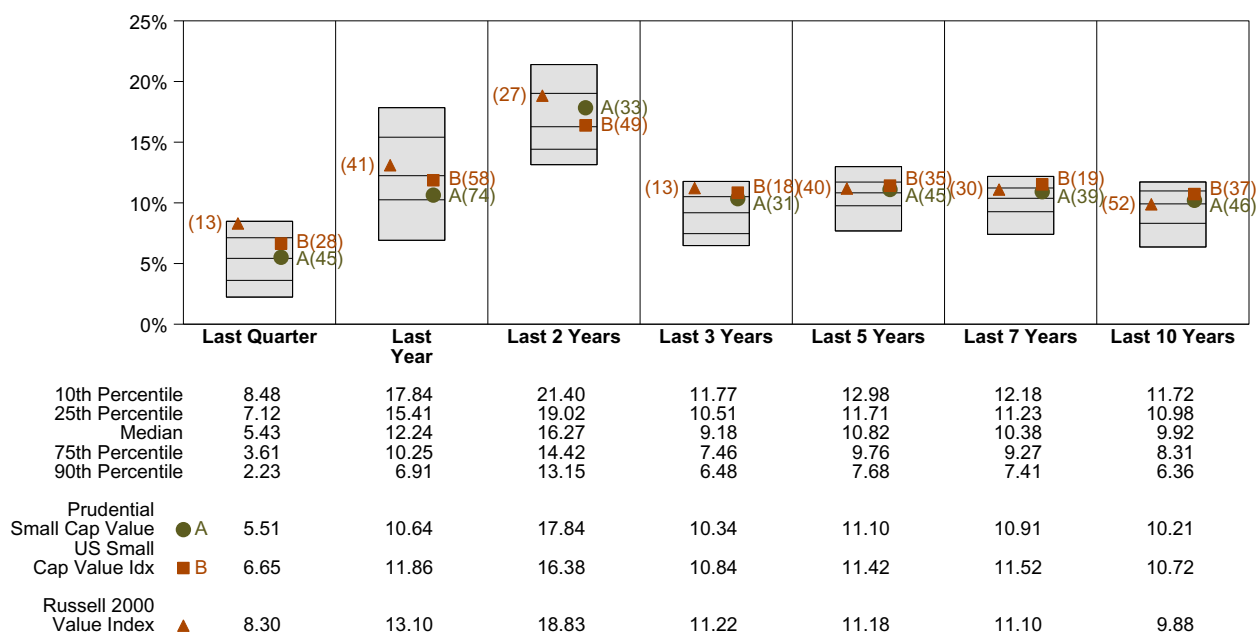 25%
20%
15%
10%
5%
0%
(13)
B(28)
A(45)
(41)
B(58)
A(74)
(27)
A(33)
B(49)
(13)
B(18)
A(31)
(40)
B(35)
A(45)
(30)
B(19)
A(39)
(52)
B(37)
A(46)
Last Quarter Last Last 2 Years Last 3 Years Last 5 Years Last 7 Years Last 10 Years
Year
10th Percentile 8.48 17.84 21.40 11.77 12.98 12.18 11.72
25th Percentile 7.12 15.41 19.02 10.51 11.71 11.23 10.98
Median 5.43 12.24 16.27 9.18 10.82 10.38 9.92
75th Percentile 3.61 10.25 14.42 7.46 9.76 9.27 8.31
90th Percentile 2.23 6.91 13.15 6.48 7.68 7.41 6.36
Prudential
Small Cap Value A 5.51 10.64 17.84 10.34 11.10 10.91 10.21
US Small
Cap Value Idx B 6.65 11.86 16.38 10.84 11.42 11.52 10.72
Russell 2000
Value Index 8.30 13.10 18.83 11.22 11.18 11.10 9.88